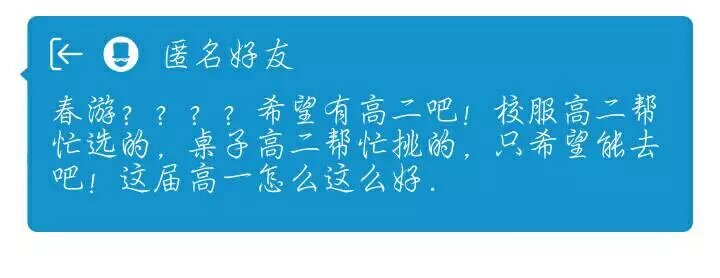 匿名好友
春游？？？？希望有高二吧！校服高二帮
忙选的，桌子高二帮忙挑的，只希望能去
吧！这届高一怎么这么好.